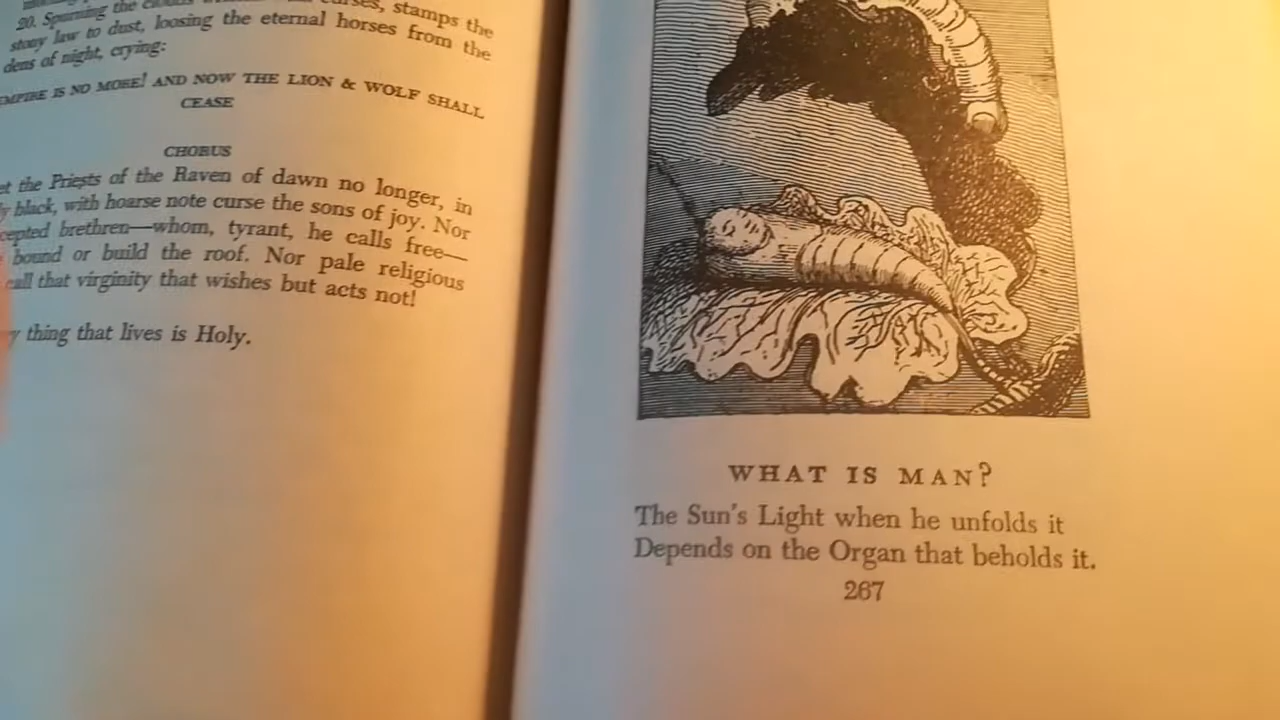 20. Spurning the clouds curses, stamps the
stony law to dust, loosing the eternal horses from the
dens of night, crying:
EMPIRE IS NO MORE! AND NOW THE LION & WOLF SHALL
CEASE
CHORUS
the Priests of the Raven of dawn no longer, in
black, with hoarse note curse the sons of joy. Nor
brethren—whom, tyrant, he calls free—
bound or build the roof. Nor pale religious
call that virginity that wishes but acts not!
thing that lives is Holy.
WHAT IS MAN?
The Sun's Light when he unfolds it
Depends on the Organ that beholds it.
267